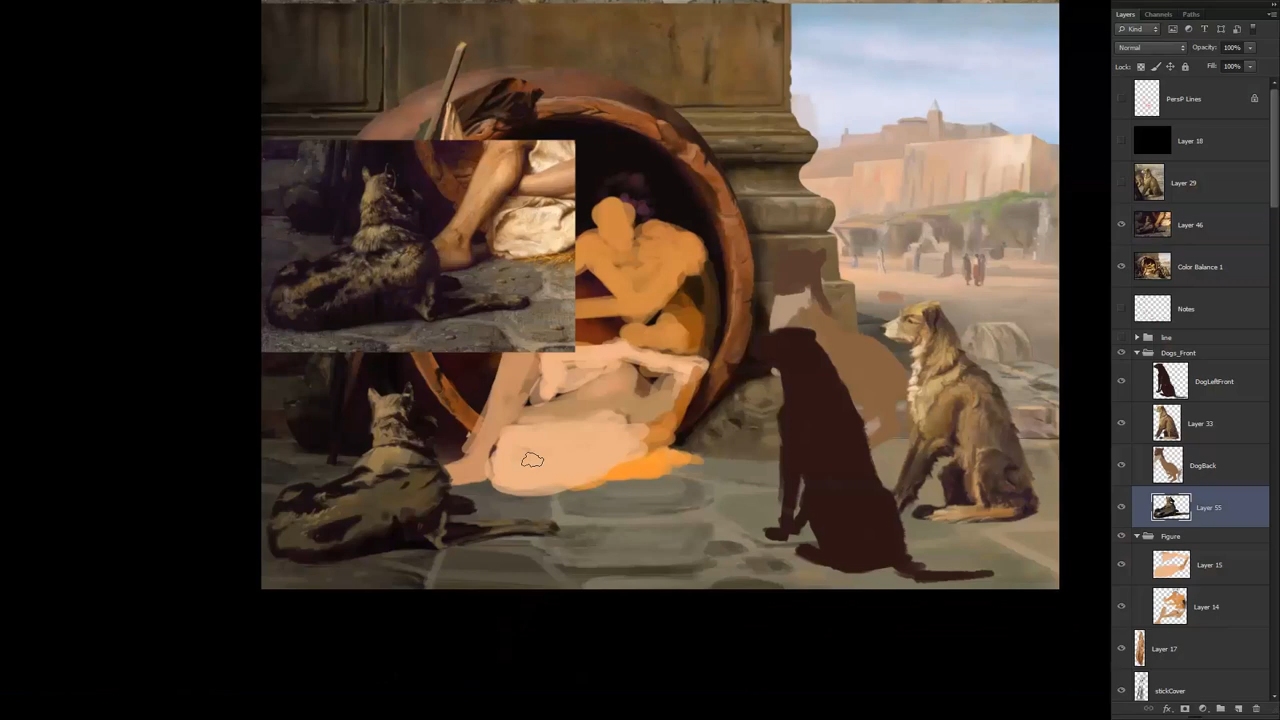 Layers Channels Paths
Kind
Normal Opacity: 100%
Lock: Fill: 100%
PersP Lines
Layer 18
Layer 29
Layer 46
Color Balance 1
Notes
line
Dogs_Front
DogLeftFront
Layer 33
DogBack
Layer 55
Figure
Layer 15
Layer 14
Layer 17
stickCover
fx